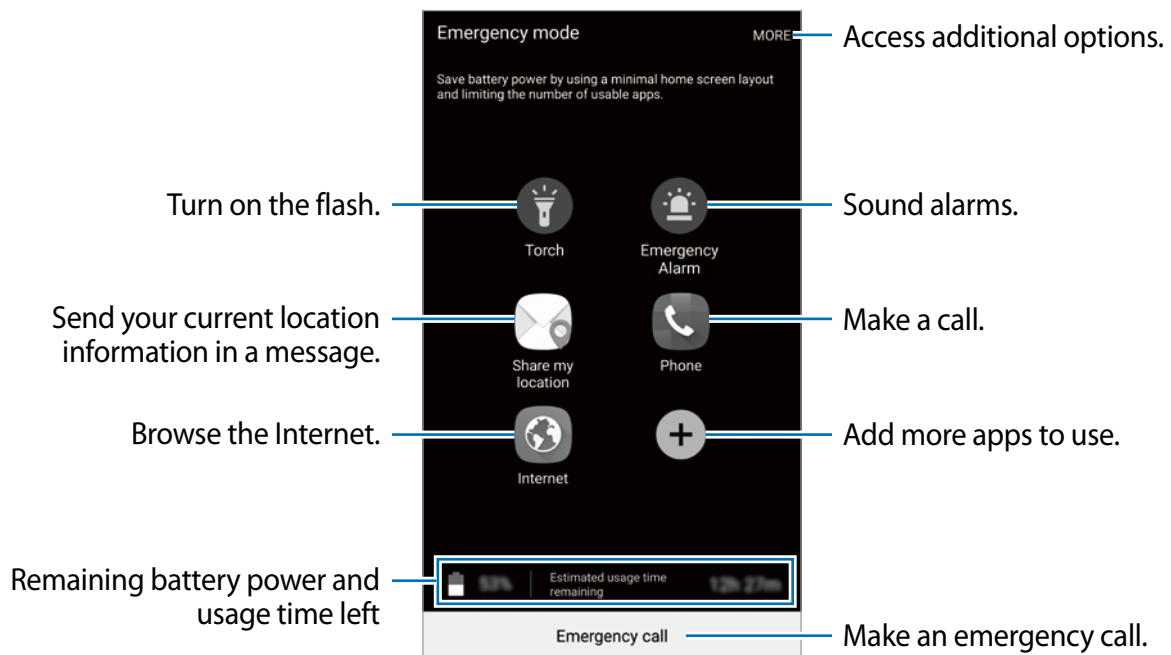 Emergency mode
MORE
Access additional options.
Save battery power by using a minimal home screen layout
and limiting the number of usable apps.
Turn on the flash.
Torch
Emergency
Alarm
Sound alarms.
Send your current location
information in a message.
Share my
location
Phone
Make a call.
Browse the Internet.
Internet
Add more apps to use.
Remaining battery power and
usage time left
53%
Estimated usage time
remaining
12h 27m
Emergency call
Make an emergency call.